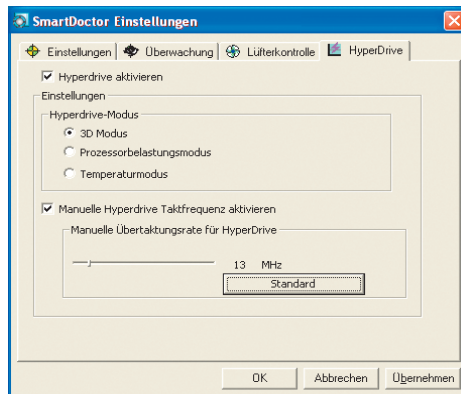 SmartDoctor Einstellungen
Einstellungen Überwachung Lüfterkontrolle HyperDrive
Hyperdrive aktivieren
Einstellungen
Hyperdrive-Modus
3D Modus
Prozessorbelastungsmodus
Temperaturmodus
Manuelle Hyperdrive Taktfrequenz aktivieren
Manuelle Übertaktungsrate für HyperDrive
13 MHz
Standard
OK Abbrechen Übernehmen